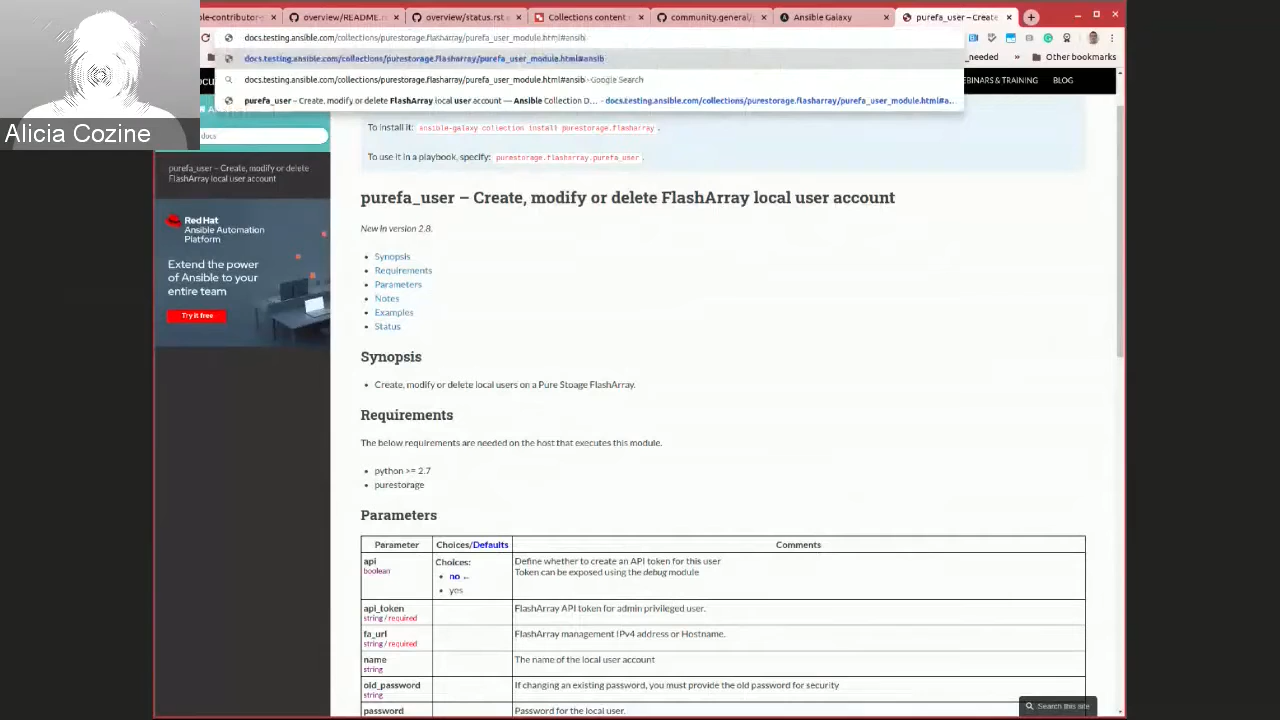 ble-contributor-
overview/README.r
overview/status.rst a
Collections content
community.general/
Ansible Galaxy
purefa_user – Create
docs.testing.ansible.com/collections/purestorage.flasharray/purefa_user_module.html#ansib
docs.testing.ansible.com/collections/purestorage.flasharray/purefa_user_module.html#ansib
_needed
»
Other bookmarks
docs.testing.ansible.com/collections/purestorage.flasharray/purefa_user_module.html#ansib - Google Search
EBINARS & TRAINING
BLOG
purefa_user – Create, modify or delete FlashArray local user account — Ansible Collection D... - docs.testing.ansible.com/collections/purestorage.flasharray/purefa_user_module.html#a...
Alicia Cozine
docs
To install it: ansible-galaxy collection install purestorage.flasharray .
To use it in a playbook, specify: purestorage.flasharray.purefa_user .
purefa_user – Create, modify or delete
FlashArray local user account
Red Hat
Ansible Automation
Platform
Extend the power
of Ansible to your
entire team
Try it free
purefa_user – Create, modify or delete FlashArray local user account
New in version 2.8.
Synopsis
Requirements
Parameters
Notes
Examples
Status
Synopsis
Create, modify or delete local users on a Pure Stoage FlashArray.
Requirements
The below requirements are needed on the host that executes this module.
python >= 2.7
purestorage
Parameters
Parameter Choices/Defaults Comments
api
boolean
Choices:
no ←
yes
Define whether to create an API token for this user
Token can be exposed using the debug module
api_token
string / required
FlashArray API token for admin privileged user.
fa_url
string / required
FlashArray management IPv4 address or Hostname.
name
string
The name of the local user account
old_password
string
If changing an existing password, you must provide the old password for security
password
Password for the local user.
Search this site